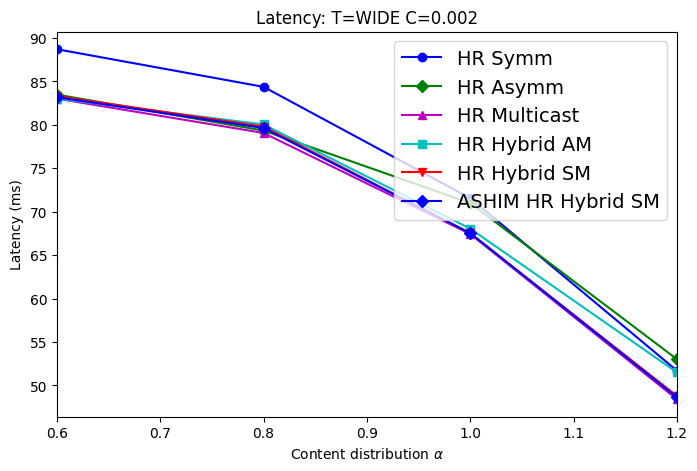 Latency: T=WIDE C=0.002
90
85
80
75
70
65
60
55
50
Latency (ms)
HR Symm
HR Asymm
HR Multicast
HR Hybrid AM
HR Hybrid SM
ASHIM HR Hybrid SM
0.6
0.7
0.8
0.9
1.0
1.1
1.2
Content distribution α